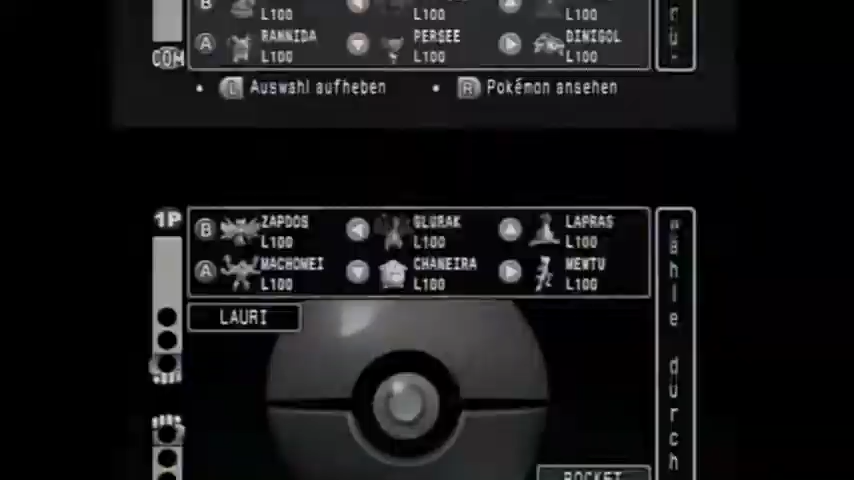 B
L100
L100
L100
A RANNIDA PERSEE DINIGOL
L100 L100 L100
COM
L Auswahl aufheben R Pokémon ansehen
1P
B ZAPDOS GLURAK LAPRAS
L100 L100 L100
A MACHOMEI CHANEIRA MEWTU
L100 L100 L100
LAURI
ROCKET
wähle durch